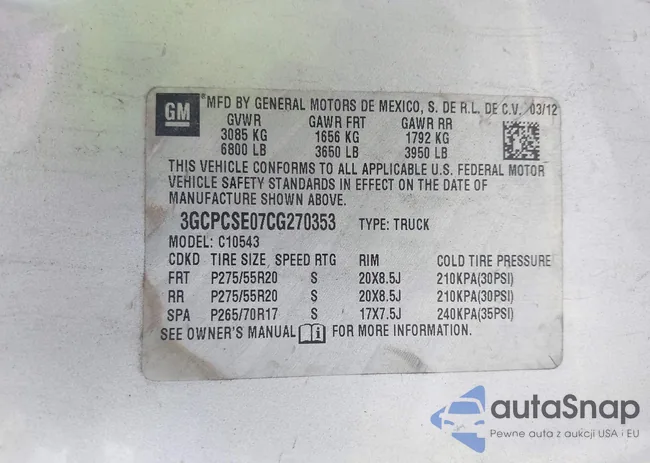 GM
MFD BY GENERAL MOTORS DE MEXICO, S. DE R.L. DE C.V. 03/12
GVWR GAWR FRT GAWR RR
3085 KG 1656 KG 1792 KG
6800 LB 3650 LB 3950 LB
THIS VEHICLE CONFORMS TO ALL APPLICABLE U.S. FEDERAL MOTOR
VEHICLE SAFETY STANDARDS IN EFFECT ON THE DATE OF
MANUFACTURE SHOWN ABOVE.
3GCPCSE07CG270353 TYPE: TRUCK
MODEL: C10543
CDKD TIRE SIZE, SPEED RTG RIM COLD TIRE PRESSURE
FRT P275/55R20 S 20X8.5J 210KPA(30PSI)
RR P275/55R20 S 20X8.5J 210KPA(30PSI)
SPA P265/70R17 S 17X7.5J 240KPA(35PSI)
SEE OWNER'S MANUAL i FOR MORE INFORMATION.
autaSnap
Pewne auta z aukcji USA i EU